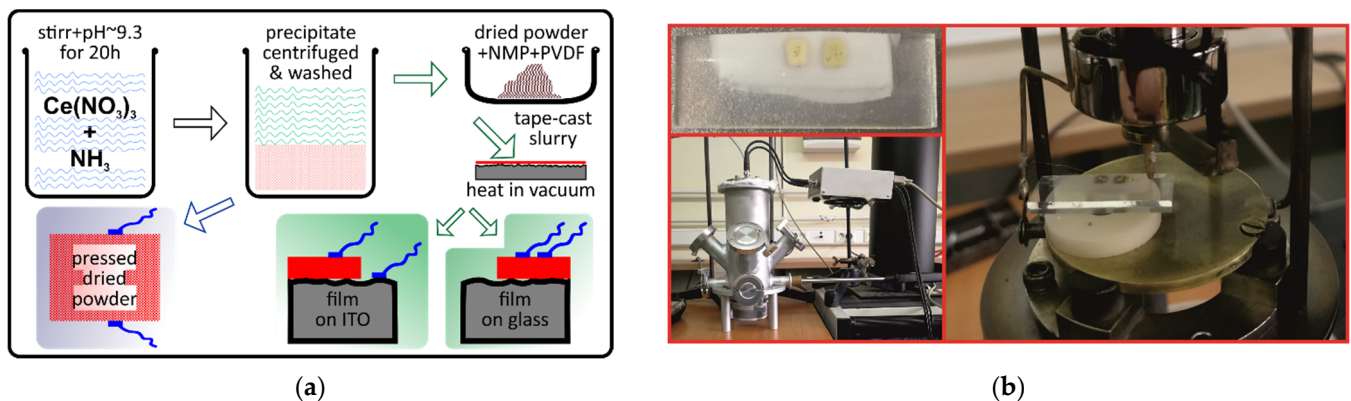 stirr+pH~9.3
for 20h
Ce(NO3)3
+
NH3
precipitate
centrifuged
& washed
dried powder
+NMP+PVDF
tape-cast
slurry
heat in vacuum
pressed
dried
powder
film
on ITO
film
on glass
(a)
(b)